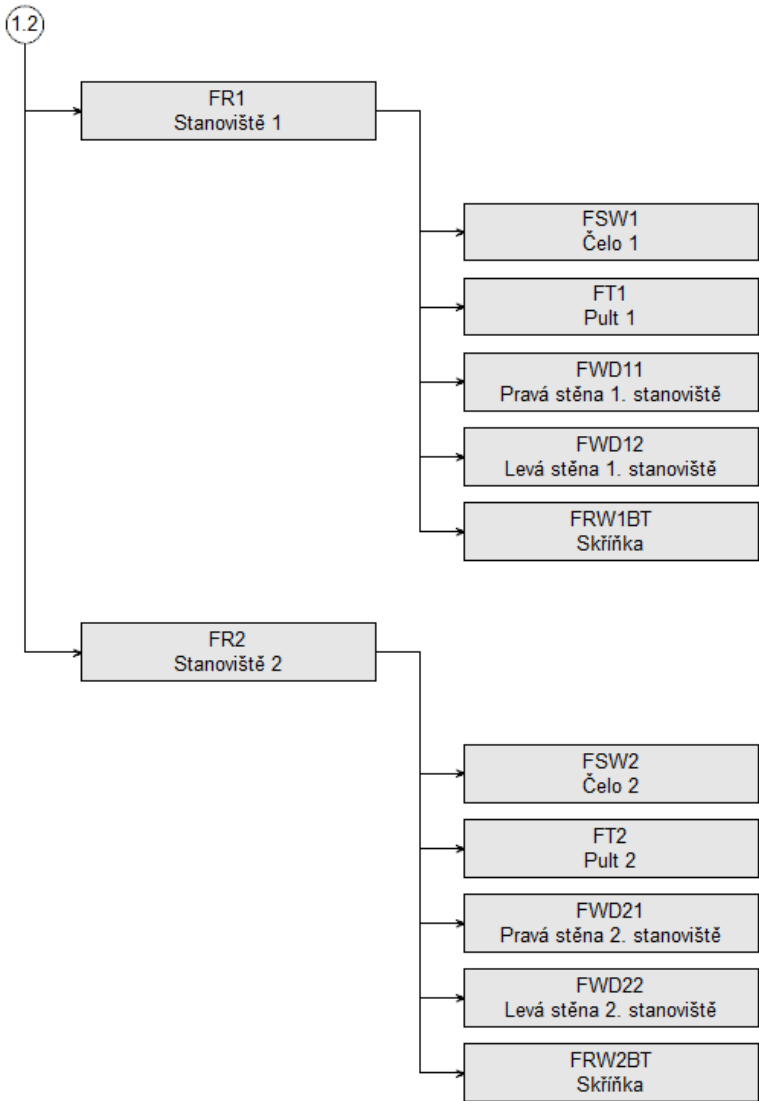 1.2
FR1
Stanoviště 1
FSW1
Čelo 1
FT1
Pult 1
FWD11
Pravá stěna 1. stanoviště
FWD12
Levá stěna 1. stanoviště
FRW1BT
Skříňka
FR2
Stanoviště 2
FSW2
Čelo 2
FT2
Pult 2
FWD21
Pravá stěna 2. stanoviště
FWD22
Levá stěna 2. stanoviště
FRW2BT
Skříňka